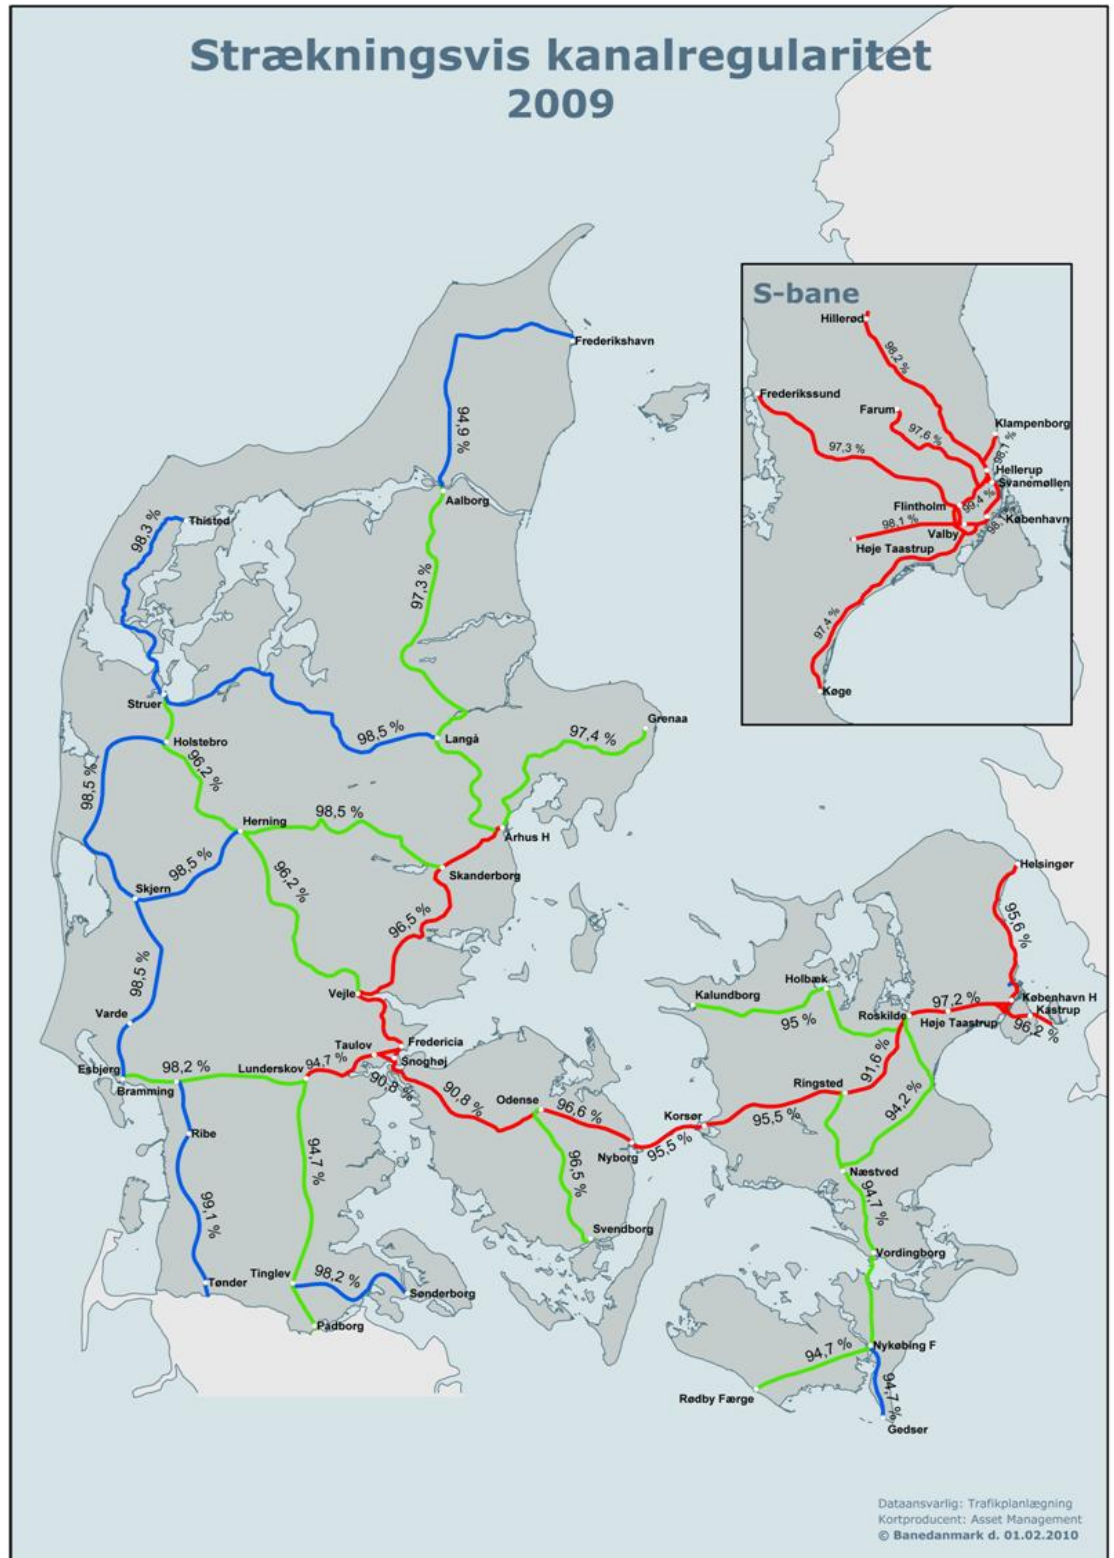 Strækningsvis kanalregularitet
2009
S-bane
Hillerød
98,2 %
Frederikssund
Farum
97,6 %
Klampenborg
98,1 %
97,3 %
Hellerup
Svanemøllen
Flintholm
99,4 %
København
98,1 %
Valby
Høje Taastrup
97,4 %
Køge
Frederikshavn
94,9 %
Aalborg
Thisted
98,3 %
97,3 %
Struer
Grenaa
97,4 %
98,5 %
Langå
Holstebro
96,2 %
98,5 %
Herning
98,5 %
Århus H
98,5 %
Skanderborg
Skjern
96,2 %
96,5 %
98,5 %
Vejle
Varde
Fredericia
Taulov
Snoghøj
Esbjerg
98,2 %
Lunderskov
94,7 %
90,8 %
90,8 %
Bramming
Odense
96,6 %
Ribe
94,7 %
Nyborg
95,5 %
96,5 %
99,1 %
Svendborg
Tinglev
98,2 %
Tønder
Sønderborg
Padborg
Helsingør
95,6 %
Holbæk
Kalundborg
95 %
Roskilde
97,2 %
København H
Kastrup
Høje Taastrup
96,2 %
91,6 %
Ringsted
94,2 %
Korsør
95,5 %
Næstved
94,7 %
Vordingborg
Nykøbing F
94,7 %
Rødby Færge
94,7 %
Gedser
Dataansvarlig: Trafikplanlægning
Kortproducent: Asset Management
© Banedanmark d. 01.02.2010